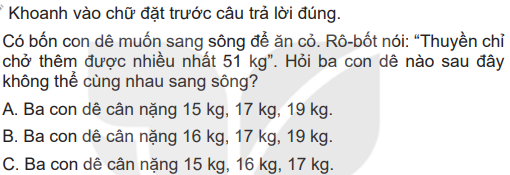 Khoanh vào chữ đặt trước câu trả lời đúng.
Có bốn con dê muốn sang sông để ăn cỏ. Rô-bốt nói: “Thuyền chỉ
chở thêm được nhiều nhất 51 kg”. Hỏi ba con dê nào sau đây
không thể cùng nhau sang sông?
A. Ba con dê cân nặng 15 kg, 17 kg, 19 kg.
B. Ba con dê cân nặng 16 kg, 17 kg, 19 kg.
C. Ba con dê cân nặng 15 kg, 16 kg, 17 kg.